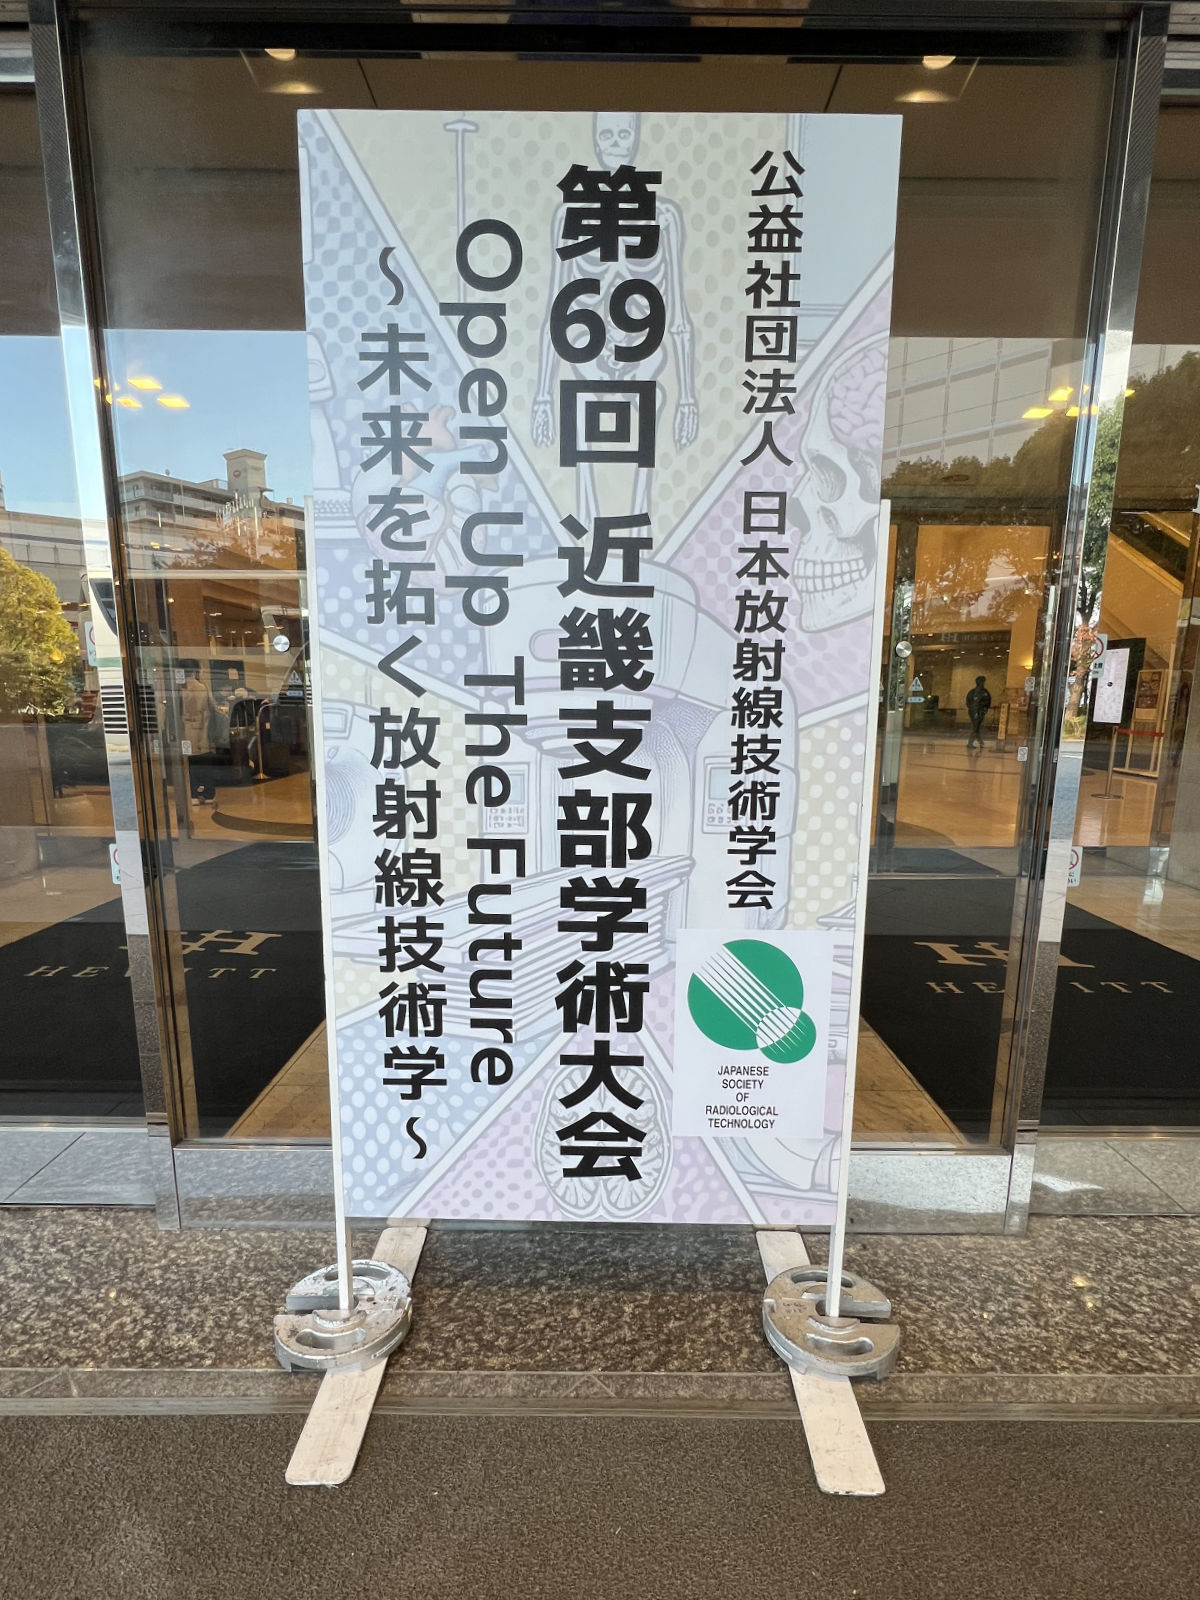 公益社団法人 日本放射線技術学会
第69回 近畿支部学術大会
Open Up The Future
～未来を拓く放射線技術学～
JAPANESE
SOCIETY
OF
RADIOLOGICAL
TECHNOLOGY
HEWITT
HEWITT